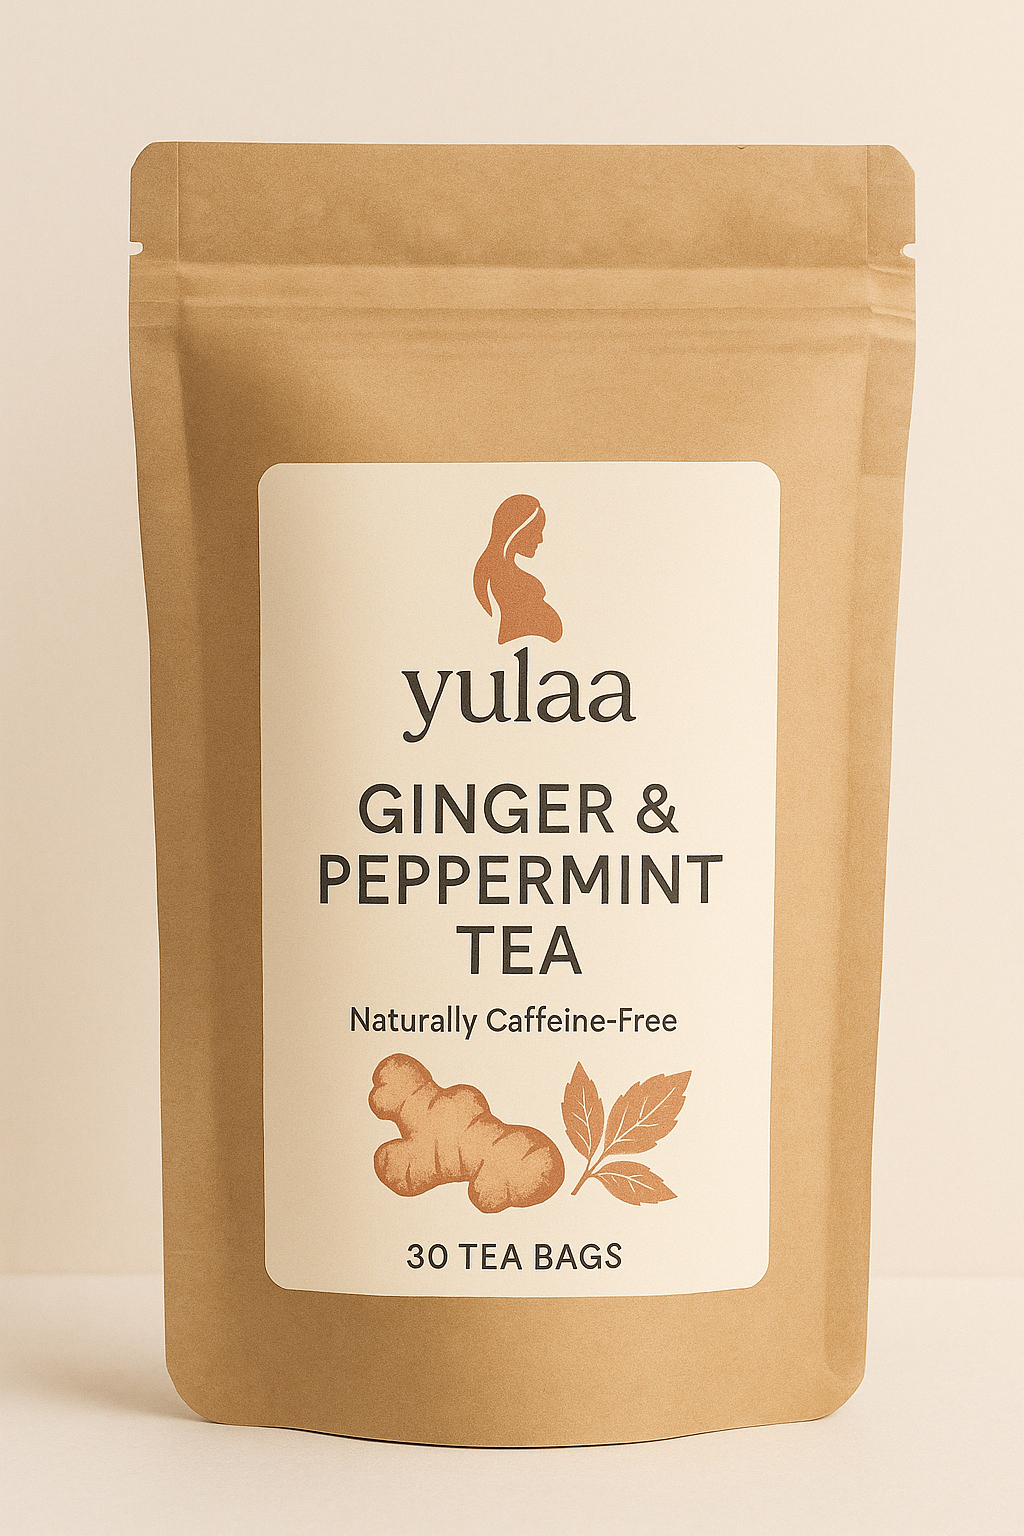 yulaa
GINGER &
PEPPERMINT
TEA
Naturally Caffeine-Free
30 TEA BAGS